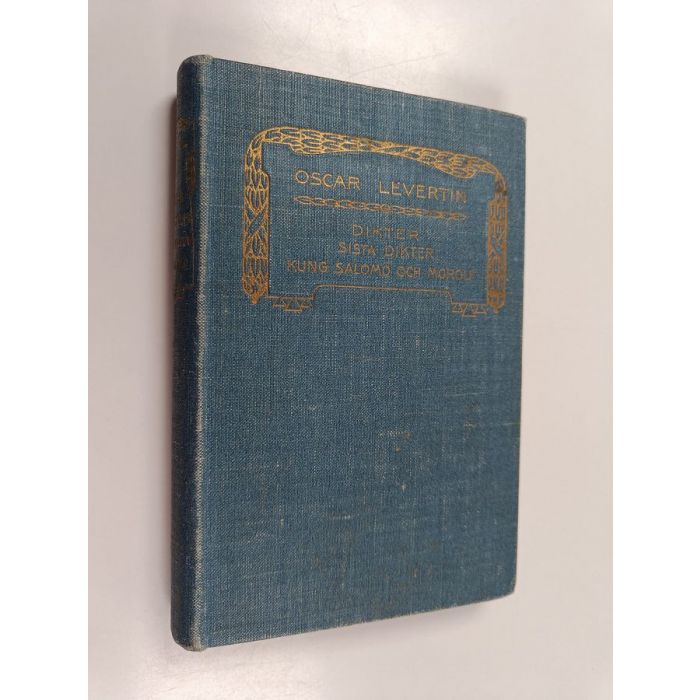 OSCAR LEVERTIN
DIKTER
SISTA DIKTER
KUNG SALOMO OCH MOROLF